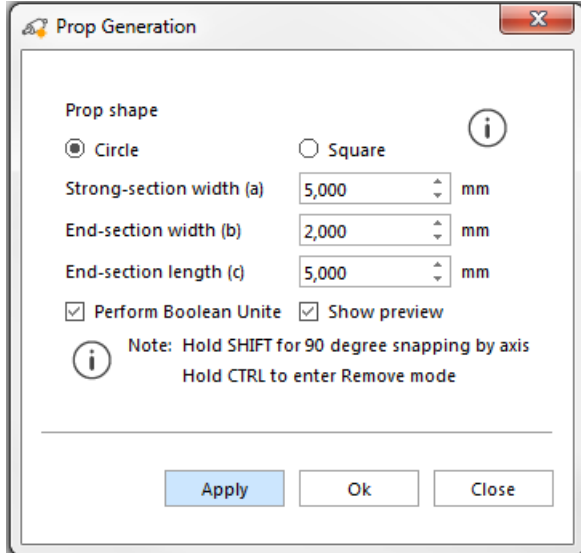 Prop Generation
Prop shape
Circle Square
Strong-section width (a) 5,000 mm
End-section width (b) 2,000 mm
End-section length (c) 5,000 mm
Perform Boolean Unite Show preview
Note: Hold SHIFT for 90 degree snapping by axis
Hold CTRL to enter Remove mode
Apply Ok Close